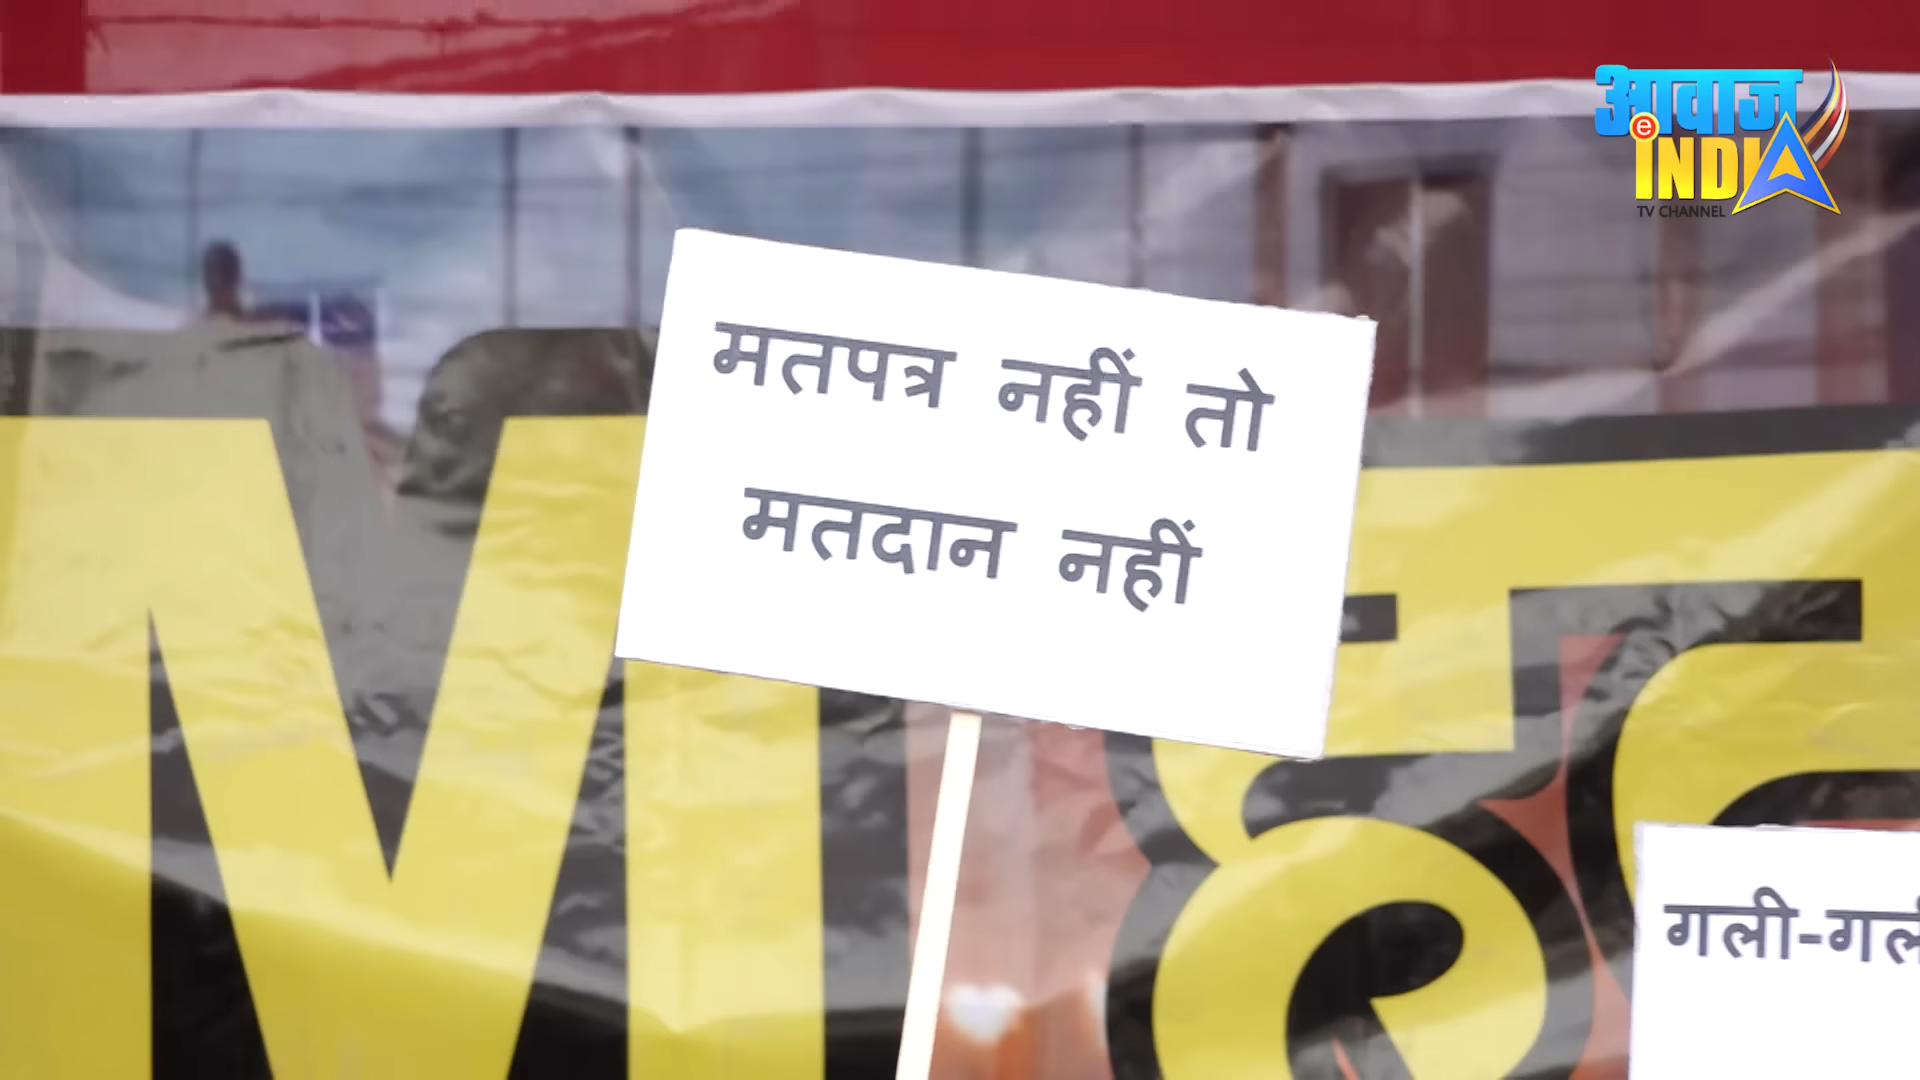 आवाज
e INDIA
TV CHANNEL
मतपत्र नहीं तो
मतदान नहीं
M
गली-गली